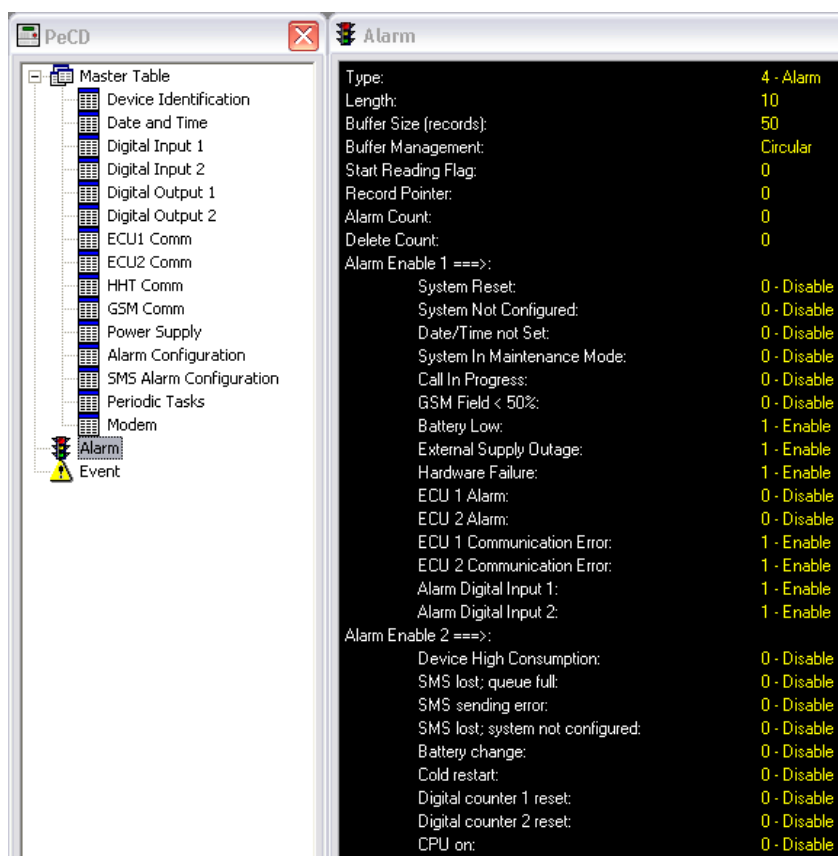 PeCD
Master Table
Device Identification
Date and Time
Digital Input 1
Digital Input 2
Digital Output 1
Digital Output 2
ECU1 Comm
ECU2 Comm
HHT Comm
GSM Comm
Power Supply
Alarm Configuration
SMS Alarm Configuration
Periodic Tasks
Modem
Alarm
Event
Alarm
Type: 4 - Alarm
Length: 10
Buffer Size (records): 50
Buffer Management: Circular
Start Reading Flag: 0
Record Pointer: 0
Alarm Count: 0
Delete Count: 0
Alarm Enable 1 ===>:
System Reset: 0 - Disable
System Not Configured: 0 - Disable
Date/Time not Set: 0 - Disable
System In Maintenance Mode: 0 - Disable
Call In Progress: 0 - Disable
GSM Field < 50%: 0 - Disable
Battery Low: 1 - Enable
External Supply Outage: 1 - Enable
Hardware Failure: 1 - Enable
ECU 1 Alarm: 0 - Disable
ECU 2 Alarm: 0 - Disable
ECU 1 Communication Error: 1 - Enable
ECU 2 Communication Error: 1 - Enable
Alarm Digital Input 1: 1 - Enable
Alarm Digital Input 2: 1 - Enable
Alarm Enable 2 ===>:
Device High Consumption: 0 - Disable
SMS lost; queue full: 0 - Disable
SMS sending error: 0 - Disable
SMS lost; system not configured: 0 - Disable
Battery change: 0 - Disable
Cold restart: 0 - Disable
Digital counter 1 reset: 0 - Disable
Digital counter 2 reset: 0 - Disable
CPU on: 0 - Disable